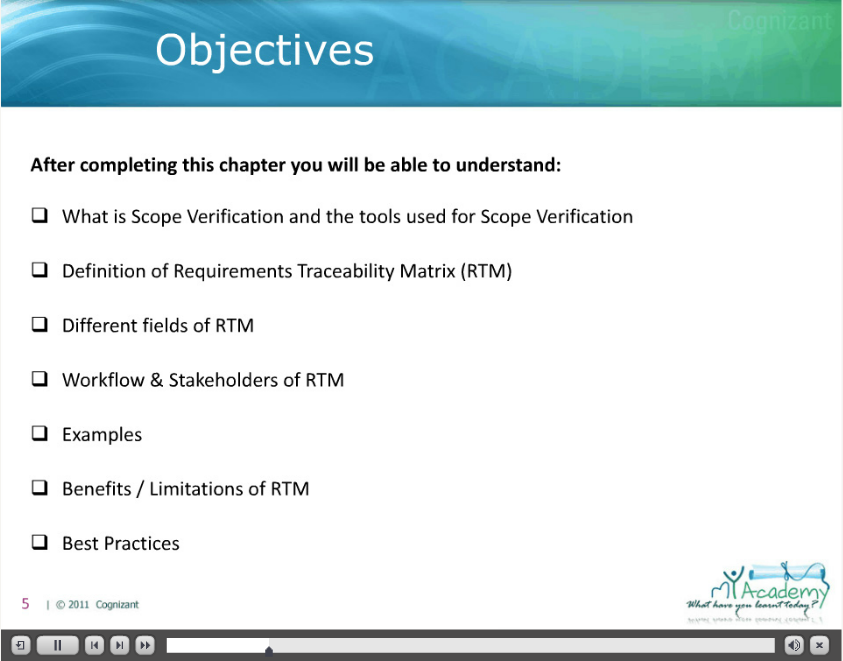 Cognizant
ACADEMY
Objectives
After completing this chapter you will be able to understand:
What is Scope Verification and the tools used for Scope Verification
Definition of Requirements Traceability Matrix (RTM)
Different fields of RTM
Workflow & Stakeholders of RTM
Examples
Benefits / Limitations of RTM
Best Practices
5 | © 2011 Cognizant
MyAcademy
What have you learnt today?